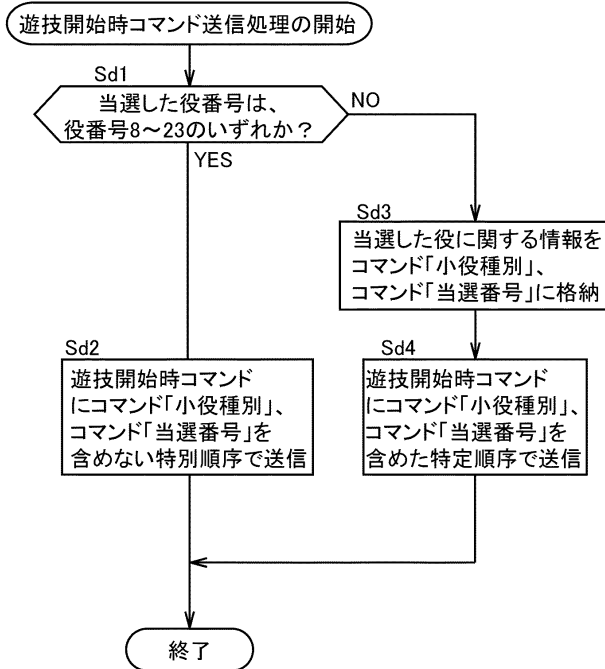 遊技開始時コマンド送信処理の開始
Sd1
当選した役番号は、
役番号8～23のいずれか？
NO
YES
Sd3
当選した役に関する情報を
コマンド「小役種別」、
コマンド「当選番号」に格納
Sd2
遊技開始時コマンド
にコマンド「小役種別」、
コマンド「当選番号」を
含めない特別順序で送信
Sd4
遊技開始時コマンド
にコマンド「小役種別」、
コマンド「当選番号」を
含めた特定順序で送信
終了